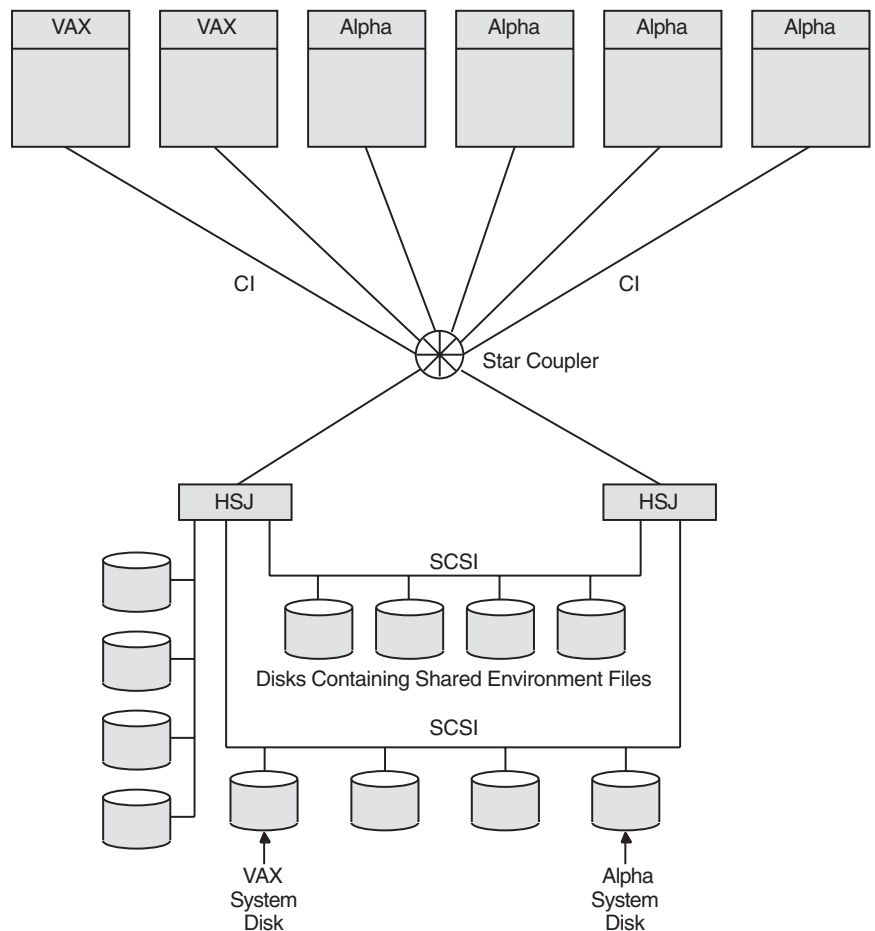 VAX
VAX
Alpha
Alpha
Alpha
Alpha
CI
CI
Star Coupler
HSJ
HSJ
SCSI
Disks Containing Shared Environment Files
SCSI
VAX
System
Disk
Alpha
System
Disk